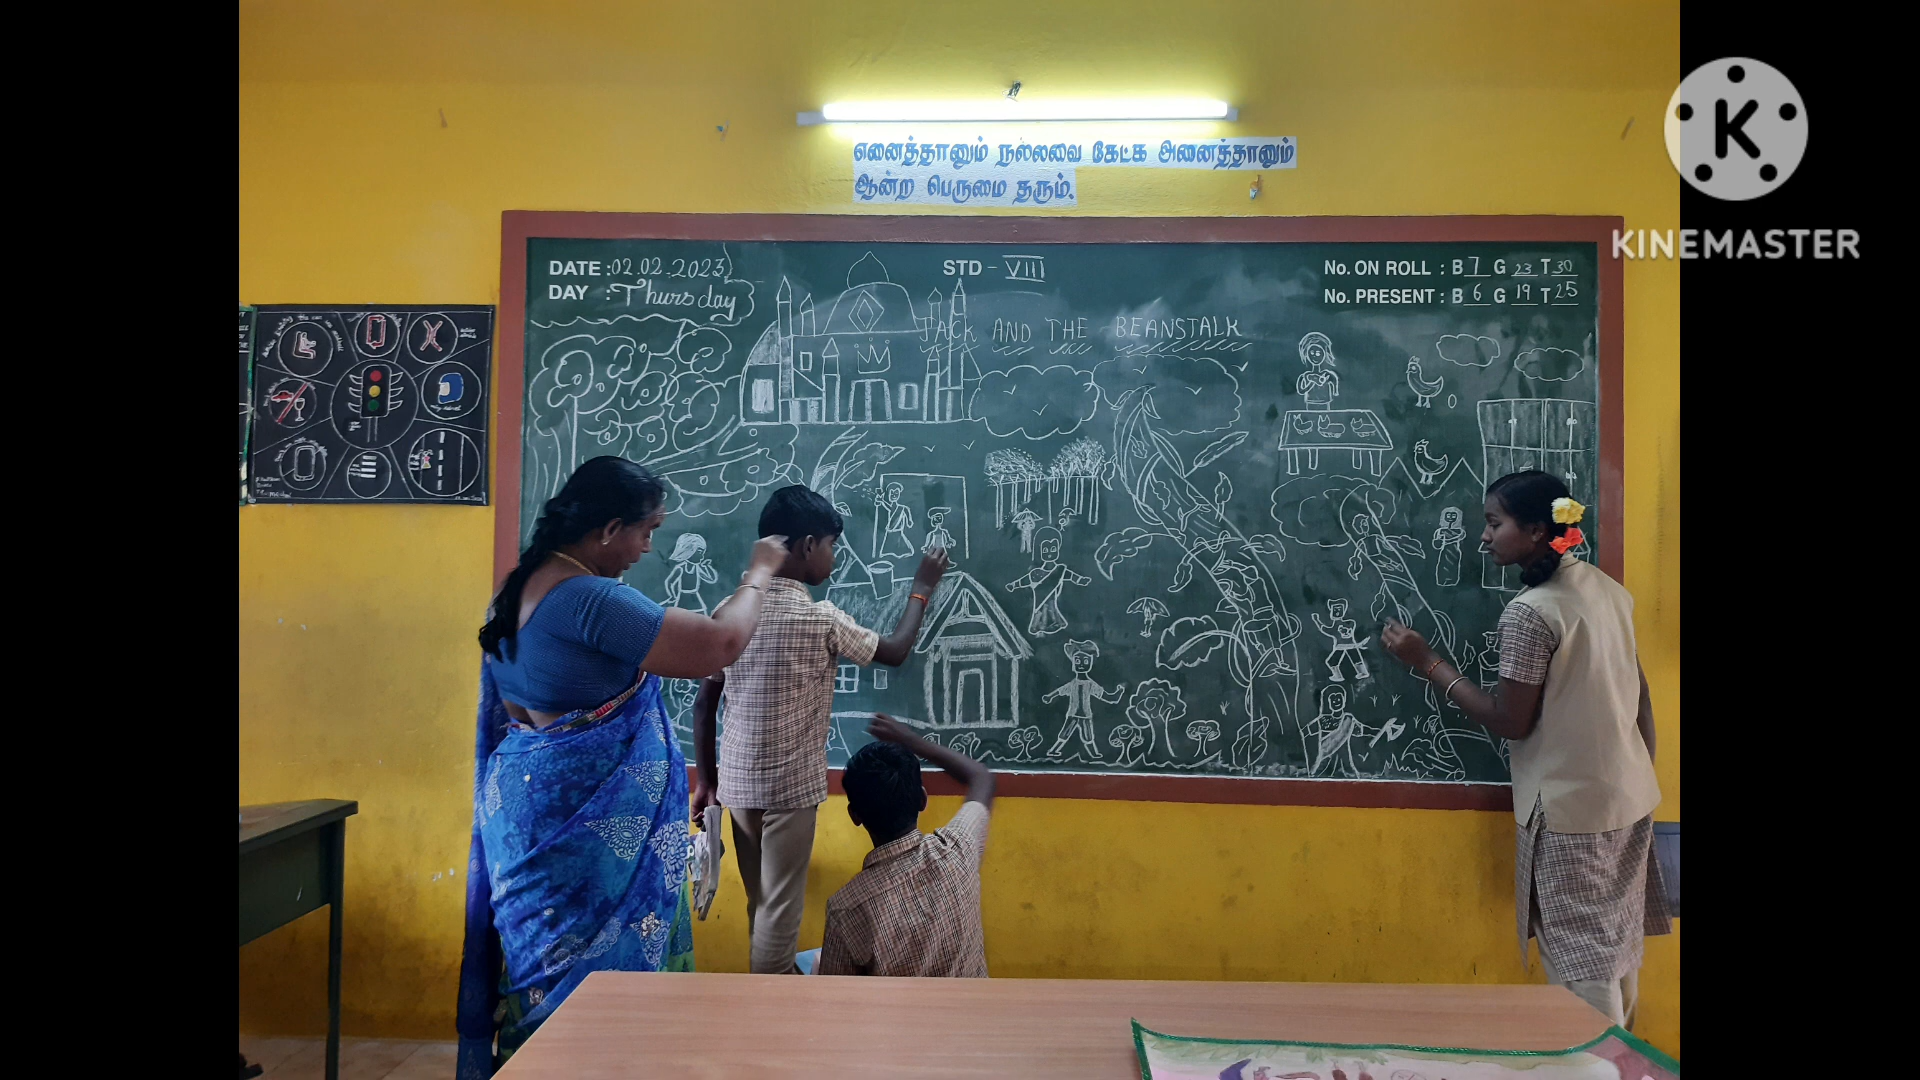 எனைத்தானும் நல்லவை கேட்க அனைத்தானும்
ஆன்ற பெருமை தரும்.
K
KINEMASTER
DATE : 02.02.2023
DAY : Thursday
STD - VIII
No. ON ROLL : B 7 G 23 T 30
No. PRESENT : B 6 G 19 T 25
JACK AND THE BEANSTALK